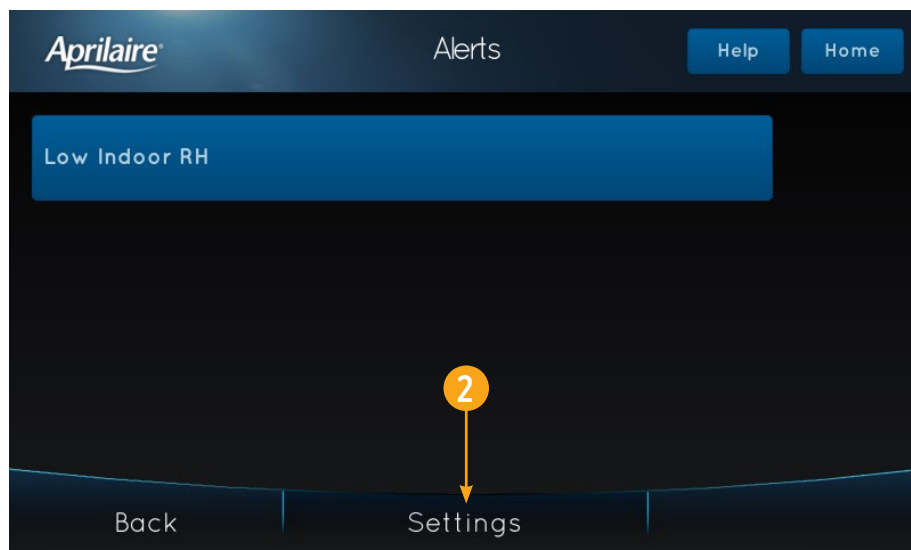 Aprilaire
Alerts
Help
Home
Low Indoor RH
2
Back
Settings